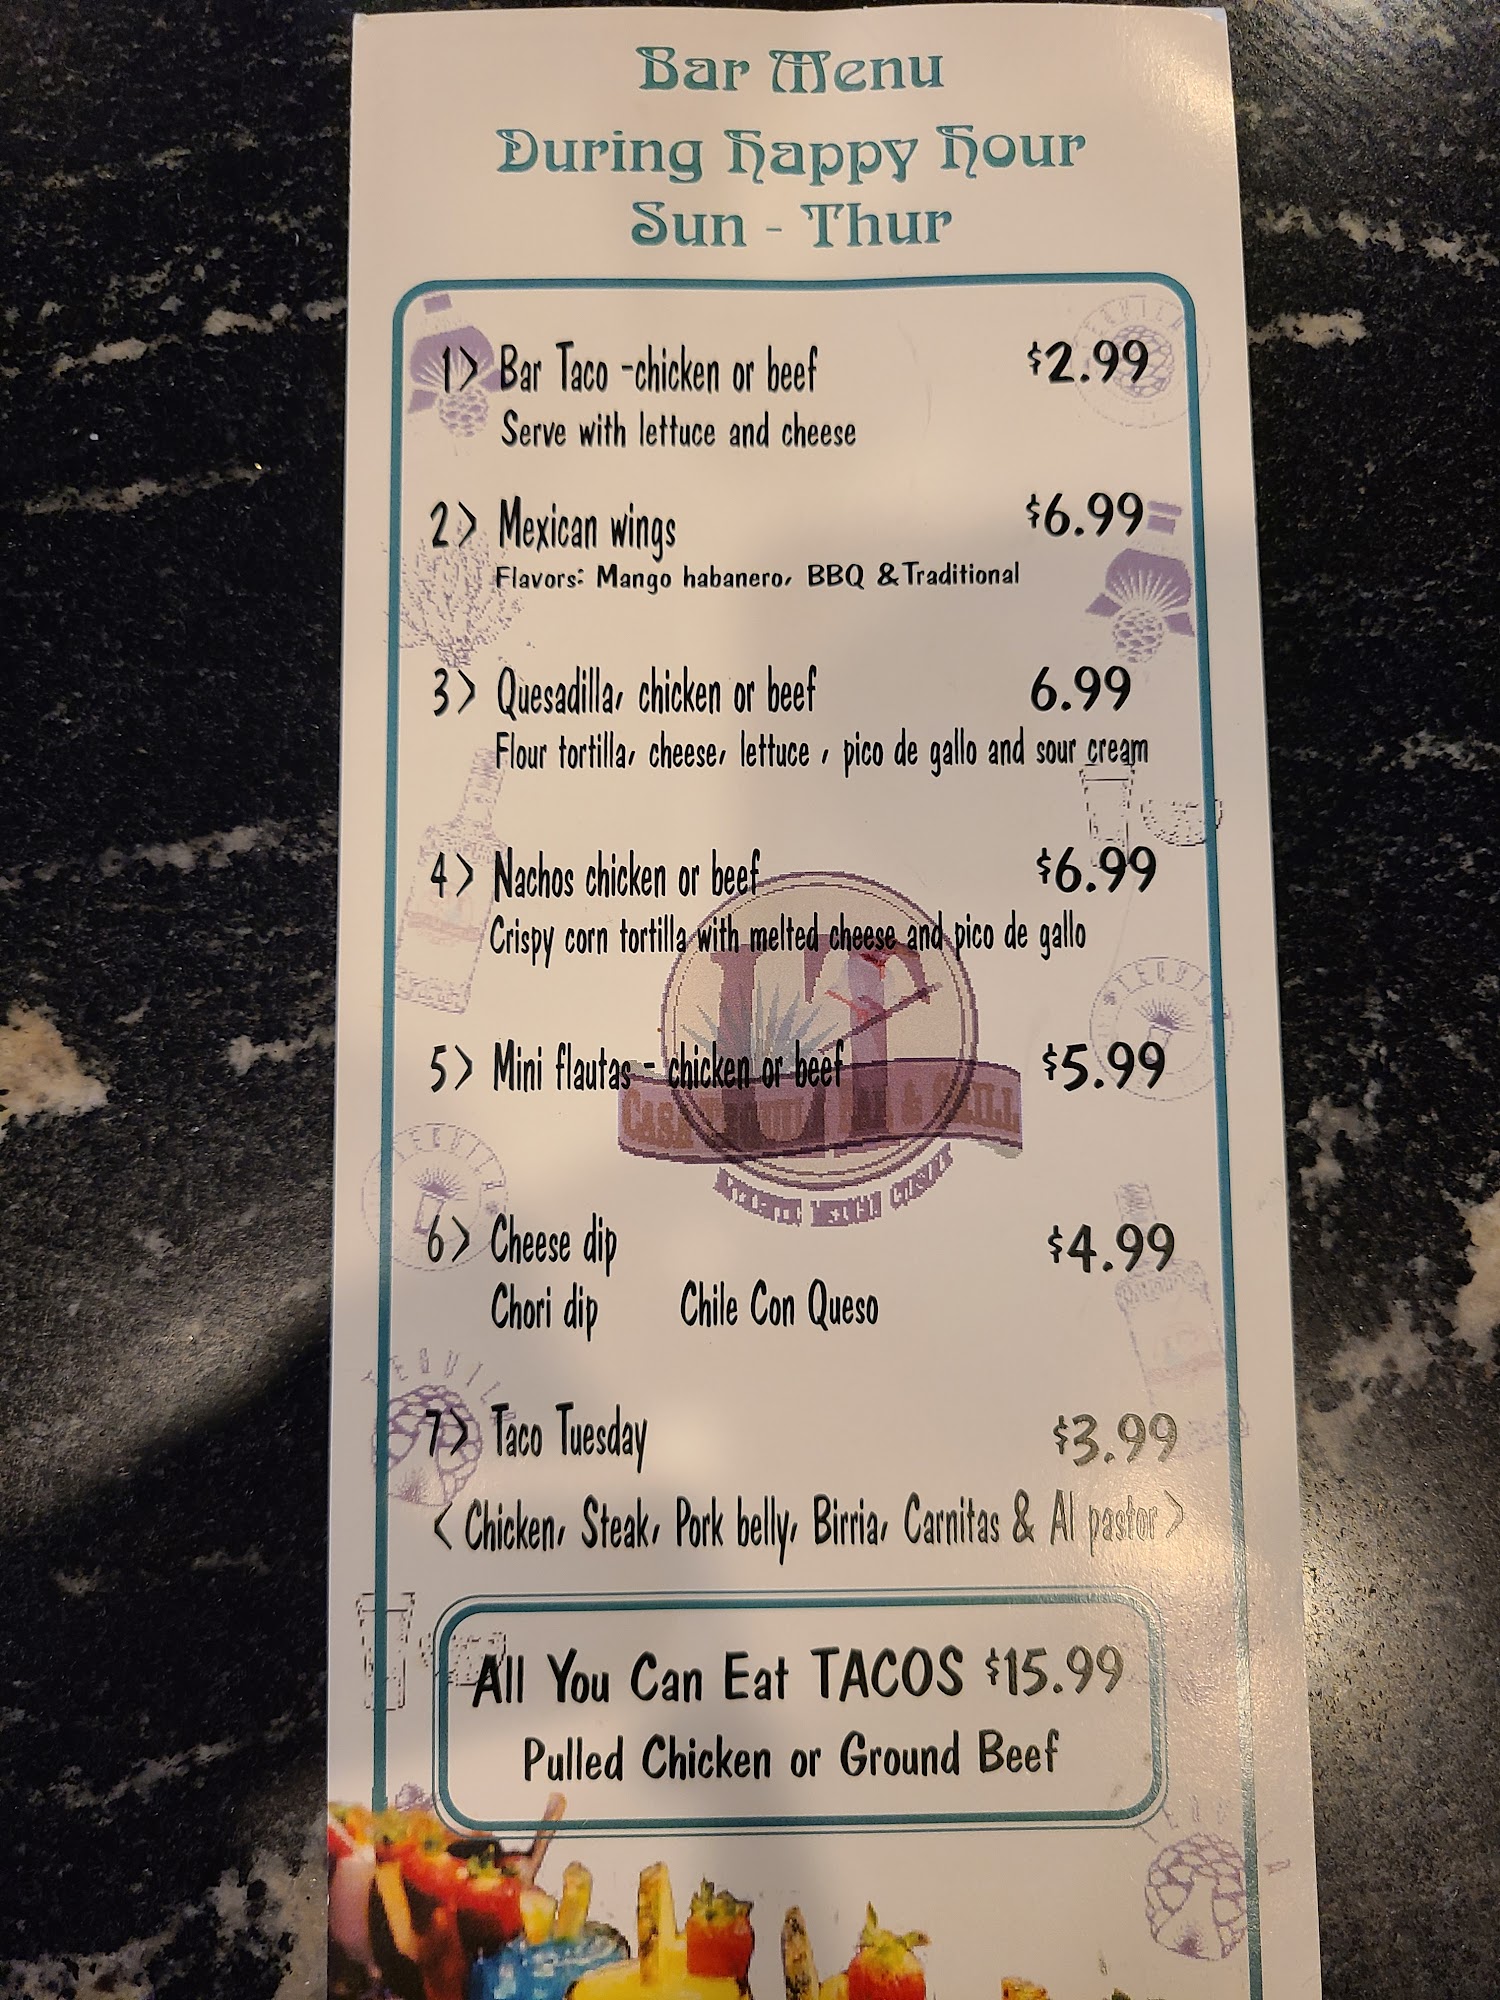 Bar Menu
During Happy Hour
Sun - Thur
1> Bar Taco -chicken or beef $2.99
Serve with lettuce and cheese
2> Mexican wings $6.99
Flavors: Mango habanero, BBQ & Traditional
3> Quesadilla, chicken or beef 6.99
Flour tortilla, cheese, lettuce , pico de gallo and sour cream
4> Nachos chicken or beef $6.99
Crispy corn tortilla with melted cheese and pico de gallo
LT
5> Mini flautas - chicken or beef $5.99
Casa Bar & Grill
6> Cheese dip $4.99
Chori dip Chile Con Queso
7> Taco Tuesday $3.99
< Chicken, Steak, Pork belly, Birria, Carnitas & Al pastor >
All You Can Eat TACOS $15.99
Pulled Chicken or Ground Beef